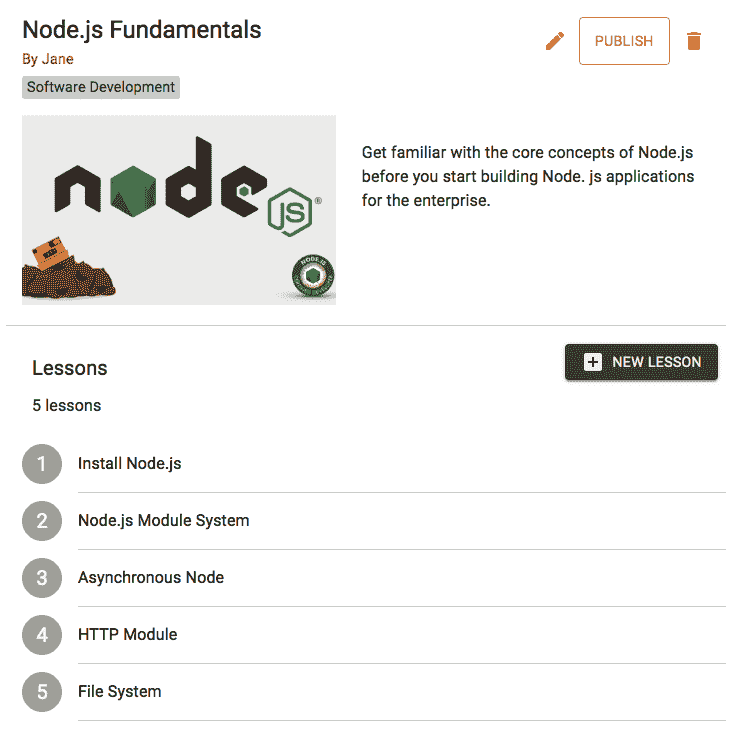 Node.js Fundamentals
By Jane
PUBLISH
Software Development
node
JS®
NODE.JS
Get familiar with the core concepts of Node.js
before you start building Node. js applications
for the enterprise.
Lessons
NEW LESSON
5 lessons
1 Install Node.js
2 Node.js Module System
3 Asynchronous Node
4 HTTP Module
5 File System